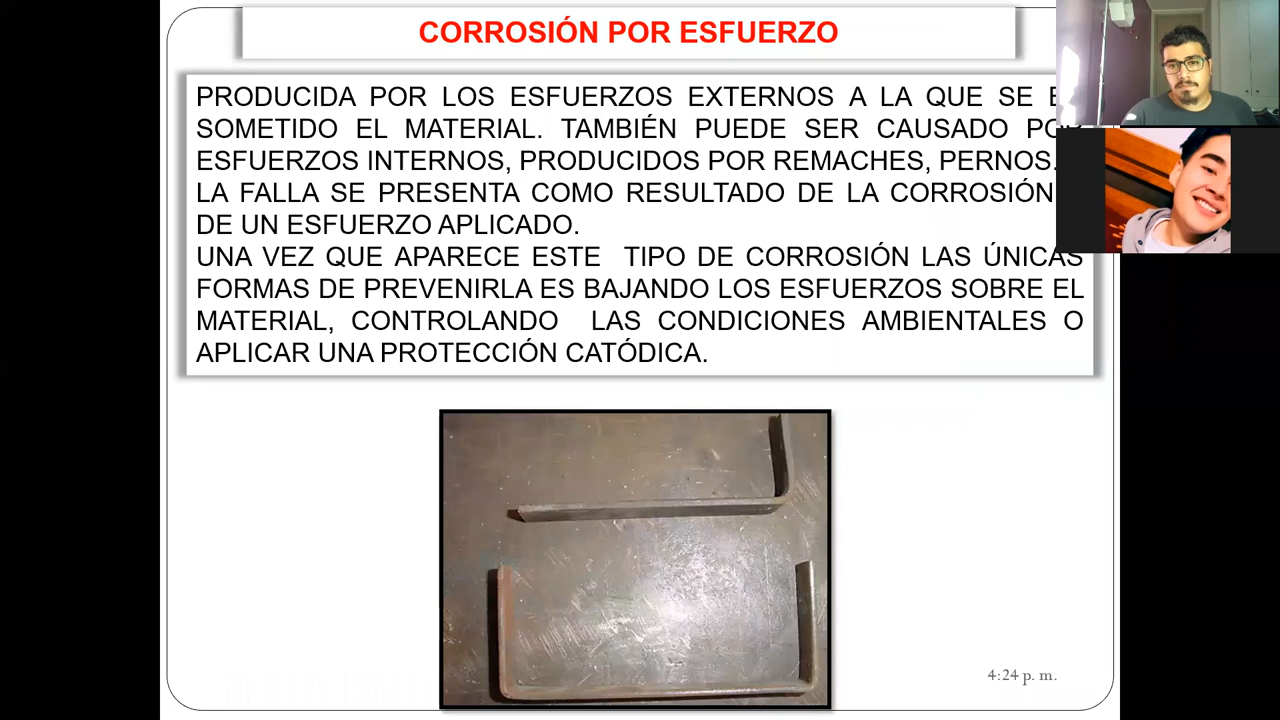 CORROSIÓN POR ESFUERZO
PRODUCIDA POR LOS ESFUERZOS EXTERNOS A LA QUE SE
SOMETIDO EL MATERIAL. TAMBIÉN PUEDE SER CAUSADO POR
ESFUERZOS INTERNOS, PRODUCIDOS POR REMACHES, PERNOS.
LA FALLA SE PRESENTA COMO RESULTADO DE LA CORROSIÓN
DE UN ESFUERZO APLICADO.
UNA VEZ QUE APARECE ESTE TIPO DE CORROSIÓN LAS ÚNICAS
FORMAS DE PREVENIRLA ES BAJANDO LOS ESFUERZOS SOBRE EL
MATERIAL, CONTROLANDO LAS CONDICIONES AMBIENTALES O
APLICAR UNA PROTECCIÓN CATÓDICA.
4:24 p. m.